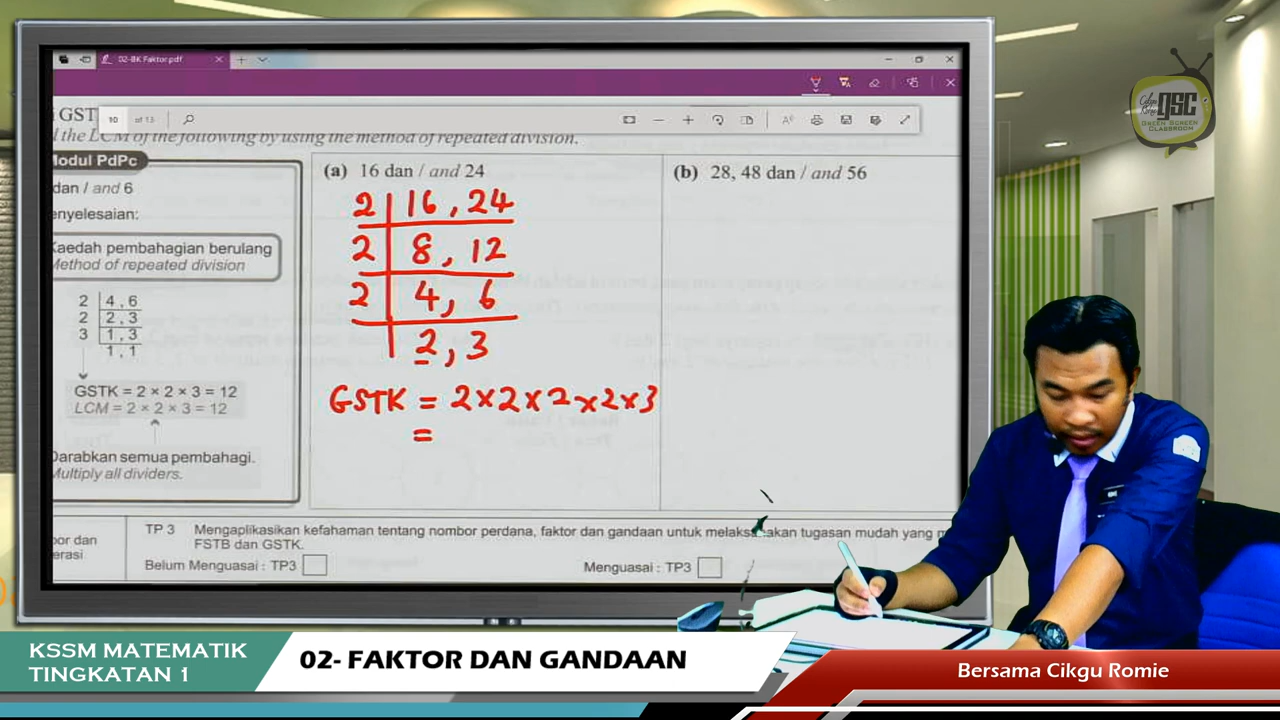 02-BK Faktor.pdf
GST
10 of 13
the LCM of the following by using the method of repeated division.
Modul PdPc
dan / and 6
enyelesaian:
Kaedah pembahagian berulang
Method of repeated division
2 | 4 , 6
2 | 2 , 3
3 | 1 , 3
1 , 1
GSTK = 2 × 2 × 3 = 12
LCM = 2 × 2 × 3 = 12
Darabkan semua pembahagi.
Multiply all dividers.
(a) 16 dan / and 24
2 | 16 , 24
2 | 8 , 12
2 | 4 , 6
| 2 , 3
GSTK = 2 × 2 × 2 × 2 × 3
=
(b) 28, 48 dan / and 56
bor dan
erasi
TP 3 Mengaplikasikan kefahaman tentang nombor perdana, faktor dan gandaan untuk tugasan mudah yang
FSTB dan GSTK.
Belum Menguasai : TP3
Menguasai : TP3
Cikgu Romie GSC
GREEN SCREEN
CLASSROOM
KSSM MATEMATIK
TINGKATAN 1
02- FAKTOR DAN GANDAAN
Bersama Cikgu Romie